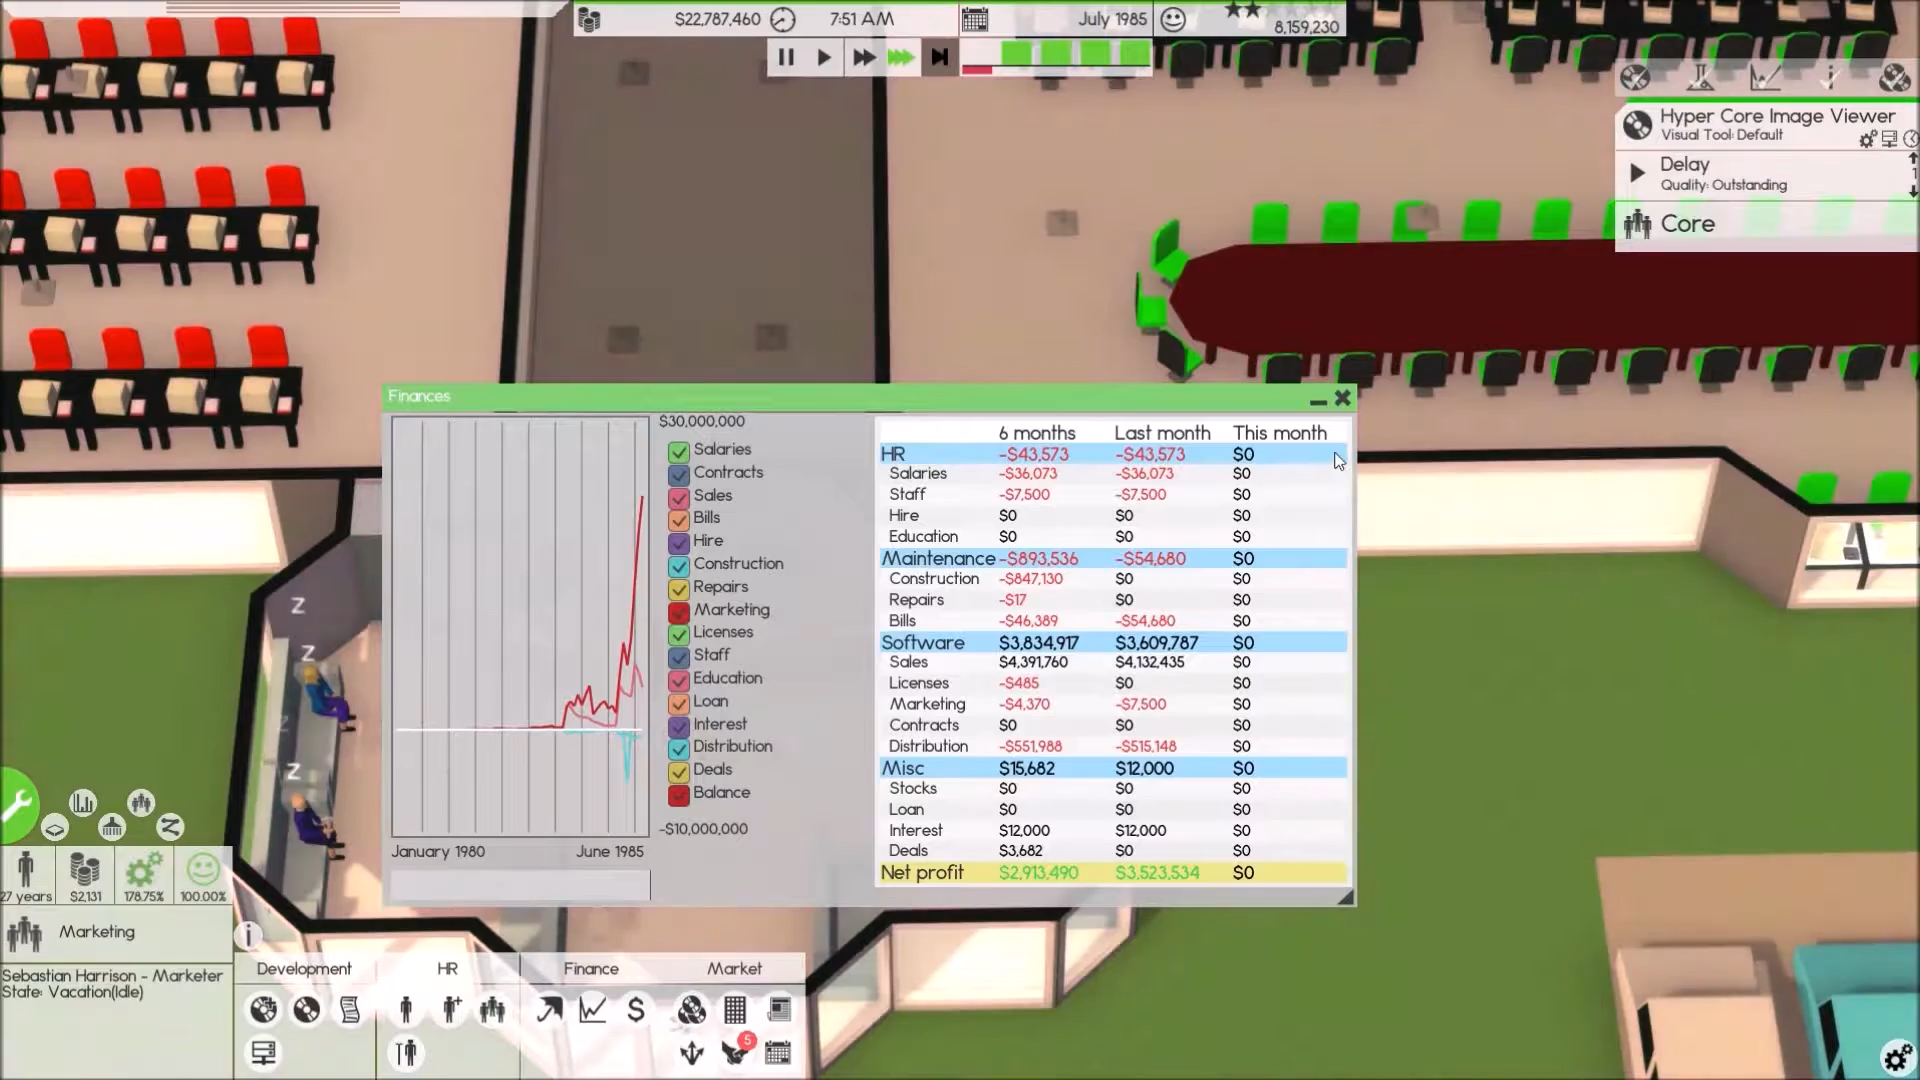 $22,787,460
7:51 AM
July 1985
8,159,230
Hyper Core Image Viewer
Visual Tool: Default
Delay
Quality: Outstanding
1
Core
Finances
$30,000,000
Salaries
Contracts
Sales
Bills
Hire
Construction
Repairs
Marketing
Licenses
Staff
Education
Loan
Interest
Distribution
Deals
Balance
-$10,000,000
January 1980 June 1985
6 months Last month This month
HR -$43,573 -$43,573 $0
Salaries -$36,073 -$36,073 $0
Staff -$7,500 -$7,500 $0
Hire $0 $0 $0
Education $0 $0 $0
Maintenance -$893,536 -$54,680 $0
Construction -$847,130 $0 $0
Repairs -$17 $0 $0
Bills -$46,389 -$54,680 $0
Software $3,834,917 $3,609,787 $0
Sales $4,391,760 $4,132,435 $0
Licenses -$485 $0 $0
Marketing -$4,370 -$7,500 $0
Contracts $0 $0 $0
Distribution -$551,988 -$515,148 $0
Misc $15,682 $12,000 $0
Stocks $0 $0 $0
Loan $0 $0 $0
Interest $12,000 $12,000 $0
Deals $3,682 $0 $0
Net profit $2,913,490 $3,523,534 $0
Z
Z
Z
27 years $2,131 178.75% 100.00%
Marketing
Sebastian Harrison - Marketer
State: Vacation(Idle)
Development HR Finance Market
5